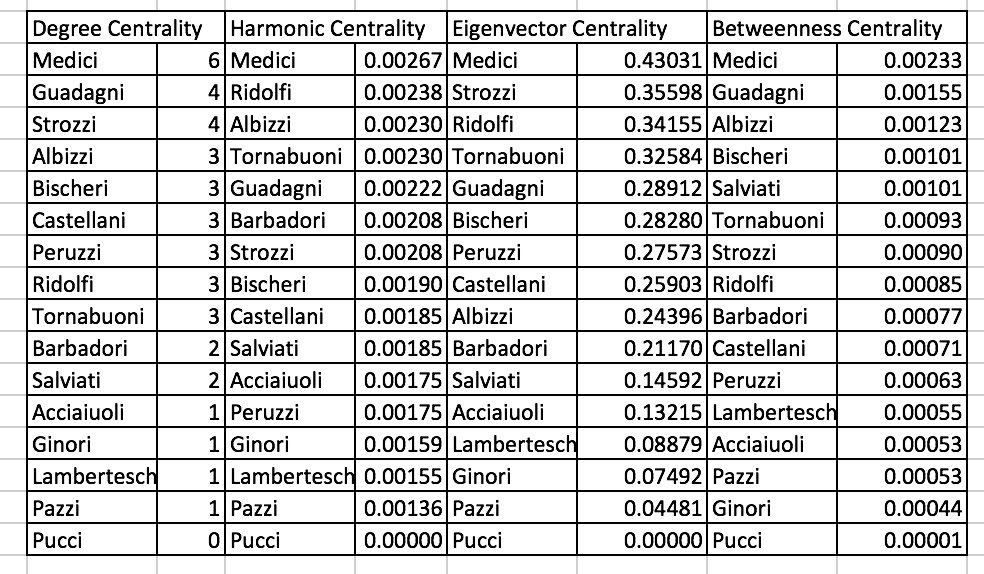 Degree Centrality Harmonic Centrality Eigenvector Centrality Betweenness Centrality
Medici 6 Medici 0.00267 Medici 0.43031 Medici 0.00233
Guadagni 4 Ridolfi 0.00238 Strozzi 0.35598 Guadagni 0.00155
Strozzi 4 Albizzi 0.00230 Ridolfi 0.34155 Albizzi 0.00123
Albizzi 3 Tornabuoni 0.00230 Tornabuoni 0.32584 Bischeri 0.00101
Bischeri 3 Guadagni 0.00222 Guadagni 0.28912 Salviati 0.00101
Castellani 3 Barbadori 0.00208 Bischeri 0.28280 Tornabuoni 0.00093
Peruzzi 3 Strozzi 0.00208 Peruzzi 0.27573 Strozzi 0.00090
Ridolfi 3 Bischeri 0.00190 Castellani 0.25903 Ridolfi 0.00085
Tornabuoni 3 Castellani 0.00185 Albizzi 0.24396 Barbadori 0.00077
Barbadori 2 Salviati 0.00185 Barbadori 0.21170 Castellani 0.00071
Salviati 2 Acciaiuoli 0.00175 Salviati 0.14592 Peruzzi 0.00063
Acciaiuoli 1 Peruzzi 0.00175 Acciaiuoli 0.13215 Lambertesch 0.00055
Ginori 1 Ginori 0.00159 Lambertesch 0.08879 Acciaiuoli 0.00053
Lambertesch 1 Lambertesch 0.00155 Ginori 0.07492 Pazzi 0.00053
Pazzi 1 Pazzi 0.00136 Pazzi 0.04481 Ginori 0.00044
Pucci 0 Pucci 0.00000 Pucci 0.00000 Pucci 0.00001